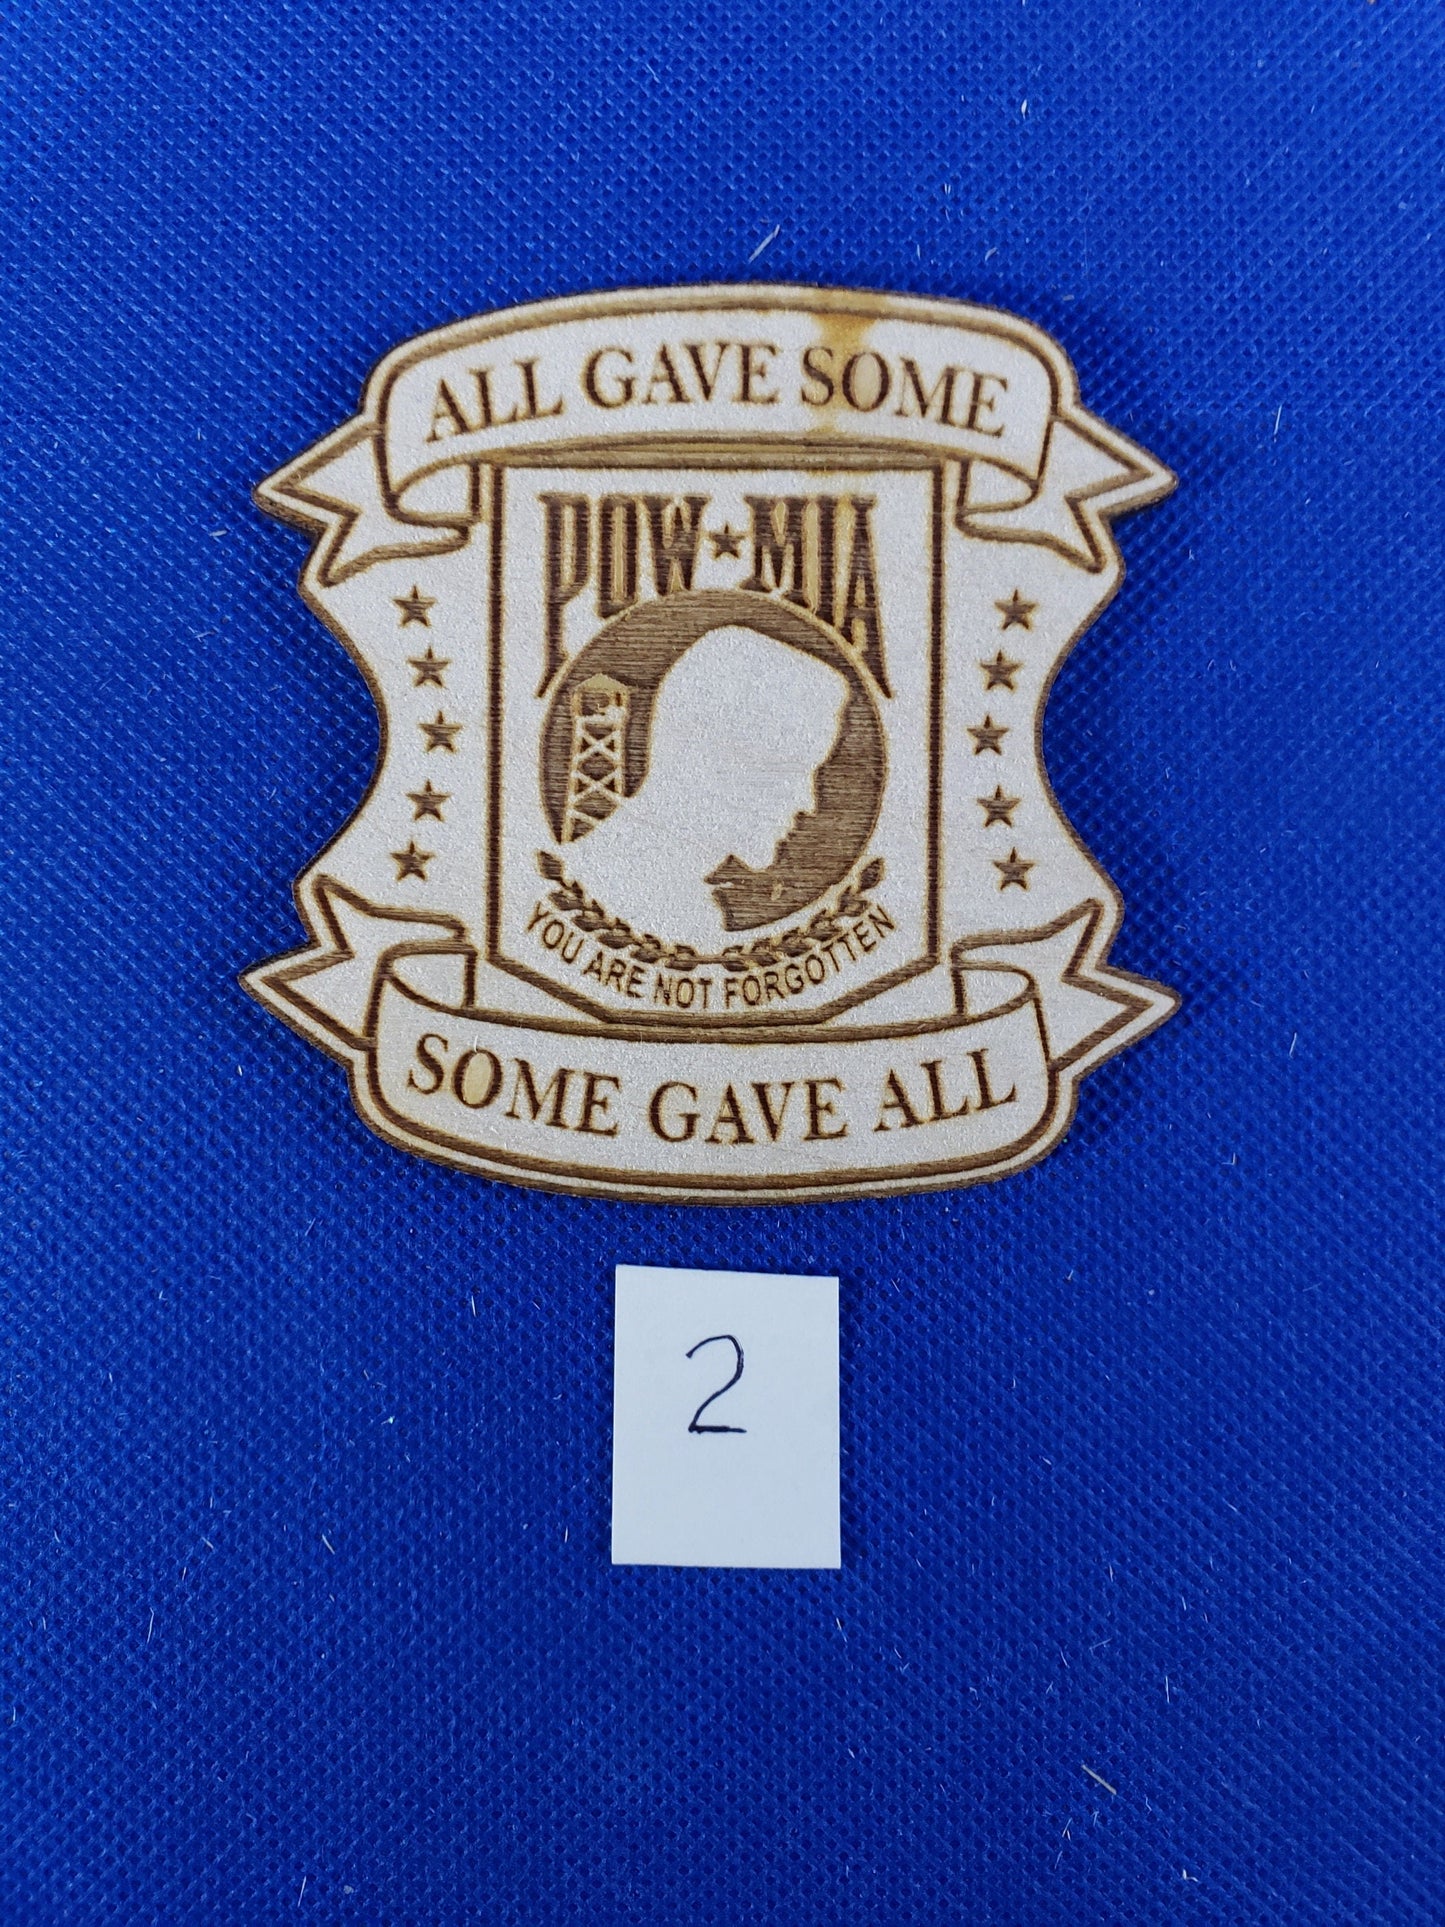 ALL GAVE SOME
POW★MIA
YOU ARE NOT FORGOTTEN
SOME GAVE ALL
2